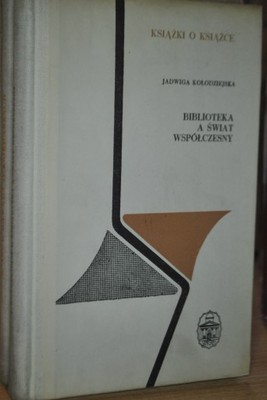 KSIĄŻKI O KSIĄŻCE
JADWIGA KOŁODZIEJSKA
BIBLIOTEKA
A ŚWIAT
WSPÓŁCZESNY